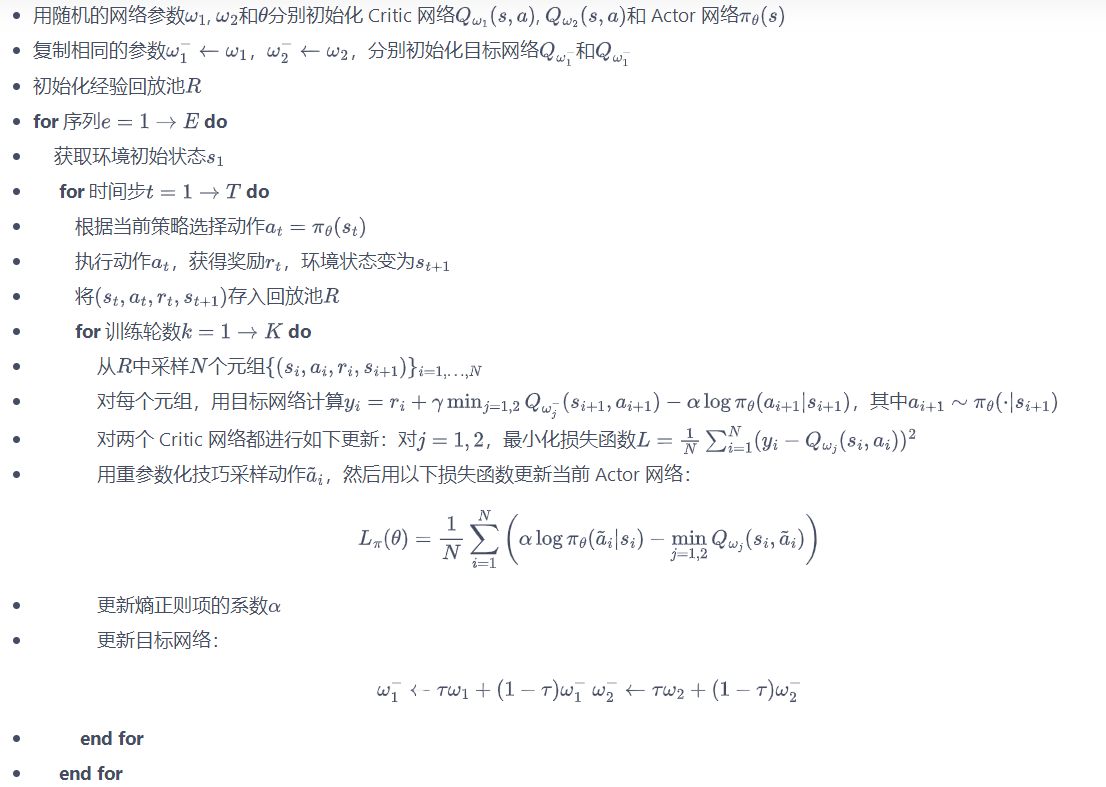 用随机的网络参数$\omega_1, \omega_2$和$\theta$分别初始化 Critic 网络$Q_{\omega_1}(s,a), Q_{\omega_2}(s,a)$和 Actor 网络$\pi_\theta(s)$
复制相同的参数$\omega_1^- \leftarrow \omega_1$，$\omega_2^- \leftarrow \omega_2$，分别初始化目标网络$Q_{\omega_1^-}$和$Q_{\omega_1^-}$
初始化经验回放池$R$
for 序列$e = 1 \to E$ do
获取环境初始状态$s_1$
for 时间步$t = 1 \to T$ do
根据当前策略选择动作$a_t = \pi_\theta(s_t)$
执行动作$a_t$，获得奖励$r_t$，环境状态变为$s_{t+1}$
将$(s_t, a_t, r_t, s_{t+1})$存入回放池$R$
for 训练轮数$k = 1 \to K$ do
从$R$中采样$N$个元组$\{(s_i, a_i, r_i, s_{i+1})\}_{i=1,\ldots,N}$
对每个元组，用目标网络计算$y_i = r_i + \gamma \min_{j=1,2} Q_{\omega_j^-}(s_{i+1}, a_{i+1}) - \alpha \log \pi_\theta(a_{i+1}|s_{i+1})$，其中$a_{i+1} \sim \pi_\theta(\cdot|s_{i+1})$
对两个 Critic 网络都进行如下更新：对$j = 1, 2$，最小化损失函数$L = \frac{1}{N} \sum_{i=1}^{N} (y_i - Q_{\omega_j}(s_i, a_i))^2$
用重参数化技巧采样动作$\tilde{a}_i$，然后用以下损失函数更新当前 Actor 网络：
$L_\pi(\theta) = \frac{1}{N} \sum_{i=1}^{N} \left( \alpha \log \pi_\theta(\tilde{a}_i|s_i) - \min_{j=1,2} Q_{\omega_j}(s_i, \tilde{a}_i) \right)$
更新熵正则项的系数$\alpha$
更新目标网络：
$\omega_1^- \leftarrow \tau\omega_1 + (1-\tau)\omega_1^- \ \omega_2^- \leftarrow \tau\omega_2 + (1-\tau)\omega_2^-$
end for
end for